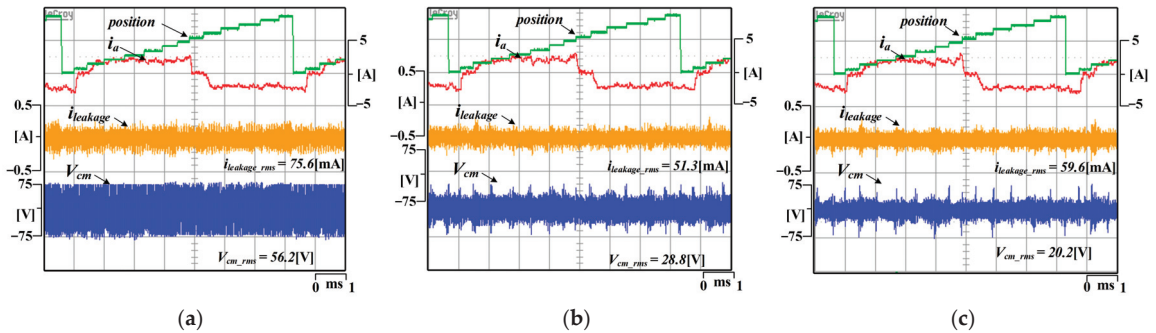 LeCroy
position
i_a
5
[A]
0.5
−5
[A]
i_leakage
−0.5
i_leakage_rms = 75.6[mA]
V_cm
75
[V]
−75
V_cm_rms = 56.2[V]
ms
0 1
(a)
LeCroy
position
i_a
5
[A]
0.5
−5
[A]
i_leakage
−0.5
75
i_leakage_rms = 51.3[mA]
V_cm
[V]
−75
V_cm_rms = 28.8[V]
ms
0 1
(b)
LeCroy
position
i_a
5
[A]
0.5
−5
[A]
i_leakage
−0.5
i_leakage_rms = 59.6[mA]
V_cm
75
[V]
−75
V_cm_rms = 20.2[V]
ms
0 1
(c)